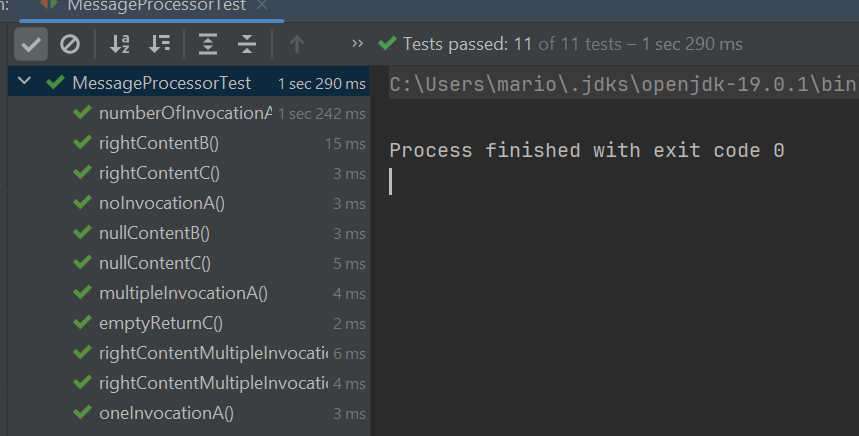 n: MessageProcessorTest ×
» Tests passed: 11 of 11 tests – 1 sec 290 ms
MessageProcessorTest 1 sec 290 ms
C:\Users\mario\.jdks\openjdk-19.0.1\bin
numberOfInvocationA 1 sec 242 ms
rightContentB() 15 ms
Process finished with exit code 0
rightContentC() 3 ms
noInvocationA() 3 ms
nullContentB() 3 ms
nullContentC() 5 ms
multipleInvocationA() 4 ms
emptyReturnC() 2 ms
rightContentMultipleInvocati 6 ms
rightContentMultipleInvocati 4 ms
oneInvocationA() 3 ms